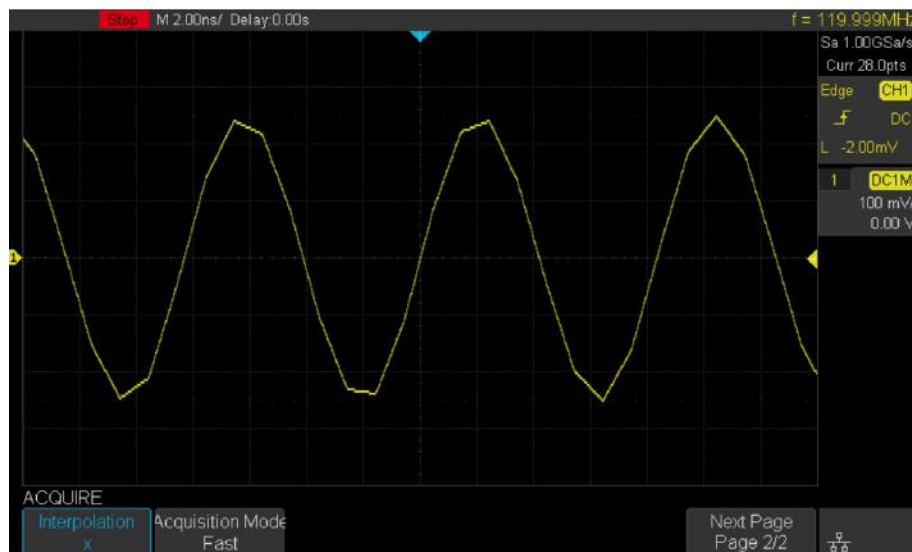 Stop M 2.00ns/ Delay:0.00s f = 119.999MHz
Sa 1.00GSa/s
Curr 28.0pts
Edge CH1
DC
L -2.00mV
1 DC1M
100 mV/
0.00 V
1
ACQUIRE
Interpolation
x
Acquisition Mode
Fast
Next Page
Page 2/2